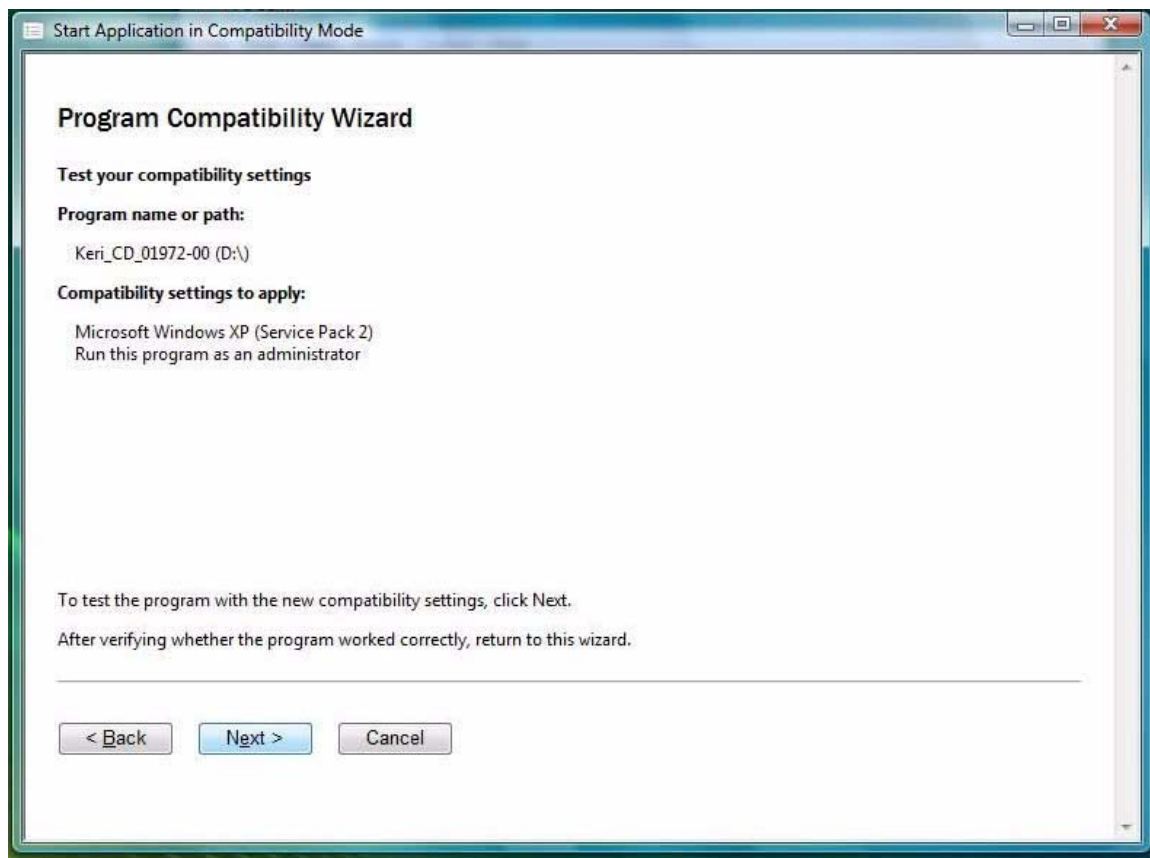 Start Application in Compatibility Mode
Program Compatibility Wizard
Test your compatibility settings
Program name or path:
Keri_CD_01972-00 (D:\)
Compatibility settings to apply:
Microsoft Windows XP (Service Pack 2)
Run this program as an administrator
To test the program with the new compatibility settings, click Next.
After verifying whether the program worked correctly, return to this wizard.
< Back Next > Cancel